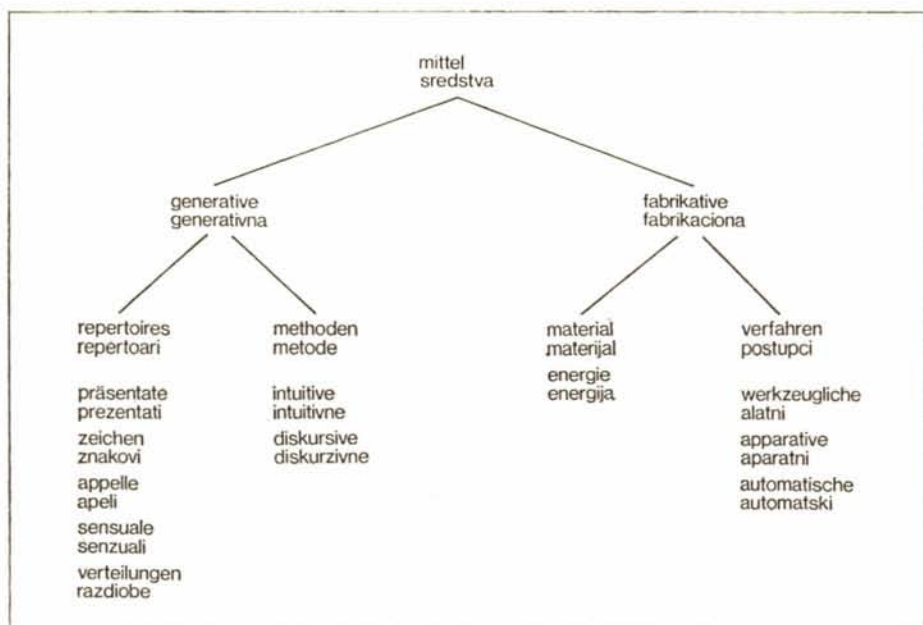 mittel
sredstva
generative
generativna
fabrikative
fabrikaciona
repertoires
repertoari
methoden
metode
material
materijal
energie
energija
verfahren
postupci
präsentate
prezentati
zeichen
znakovi
appelle
apeli
sensuale
senzuali
verteilungen
razdiobe
intuitive
intuitivne
diskursive
diskurzivne
werkzeugliche
alatni
apparative
aparatni
automatische
automatski